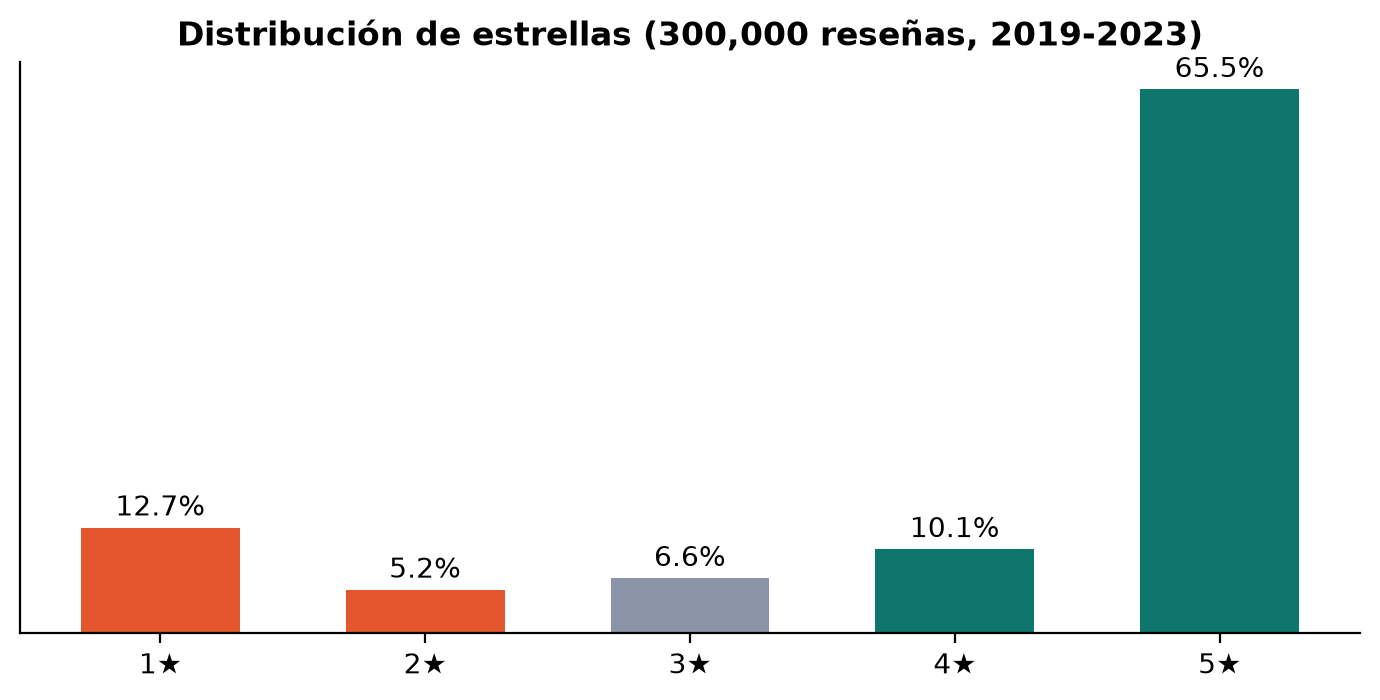 Distribución de estrellas (300,000 reseñas, 2019-2023)
65.5%
12.7%
10.1%
6.6%
5.2%
1★ 2★ 3★ 4★ 5★